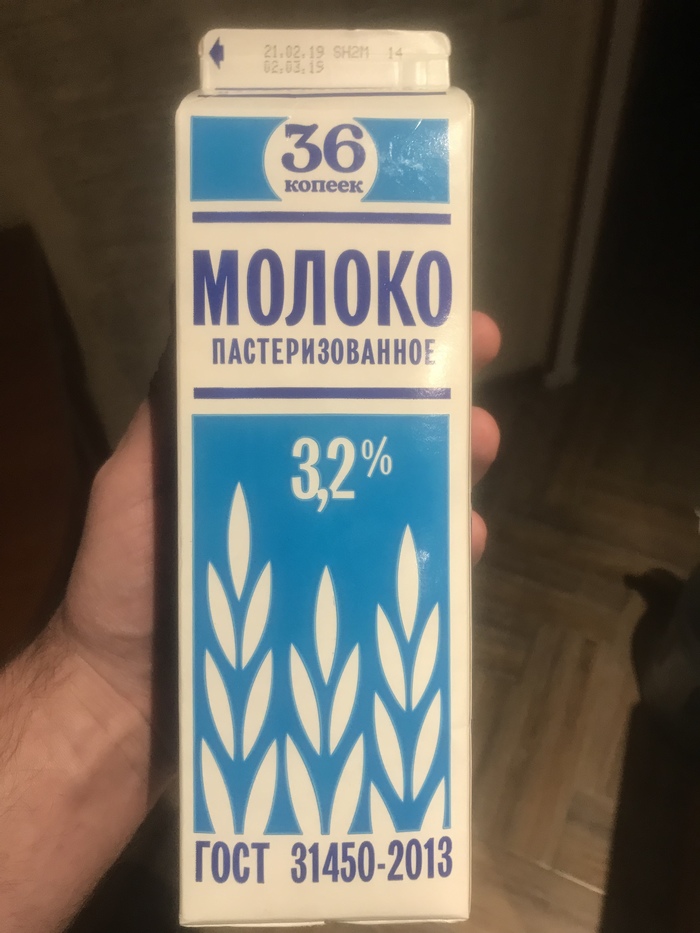 21.02.19 SH2M 14
02.03.19
36
копеек
МОЛОКО
ПАСТЕРИЗОВАННОЕ
3,2%
ГОСТ 31450-2013